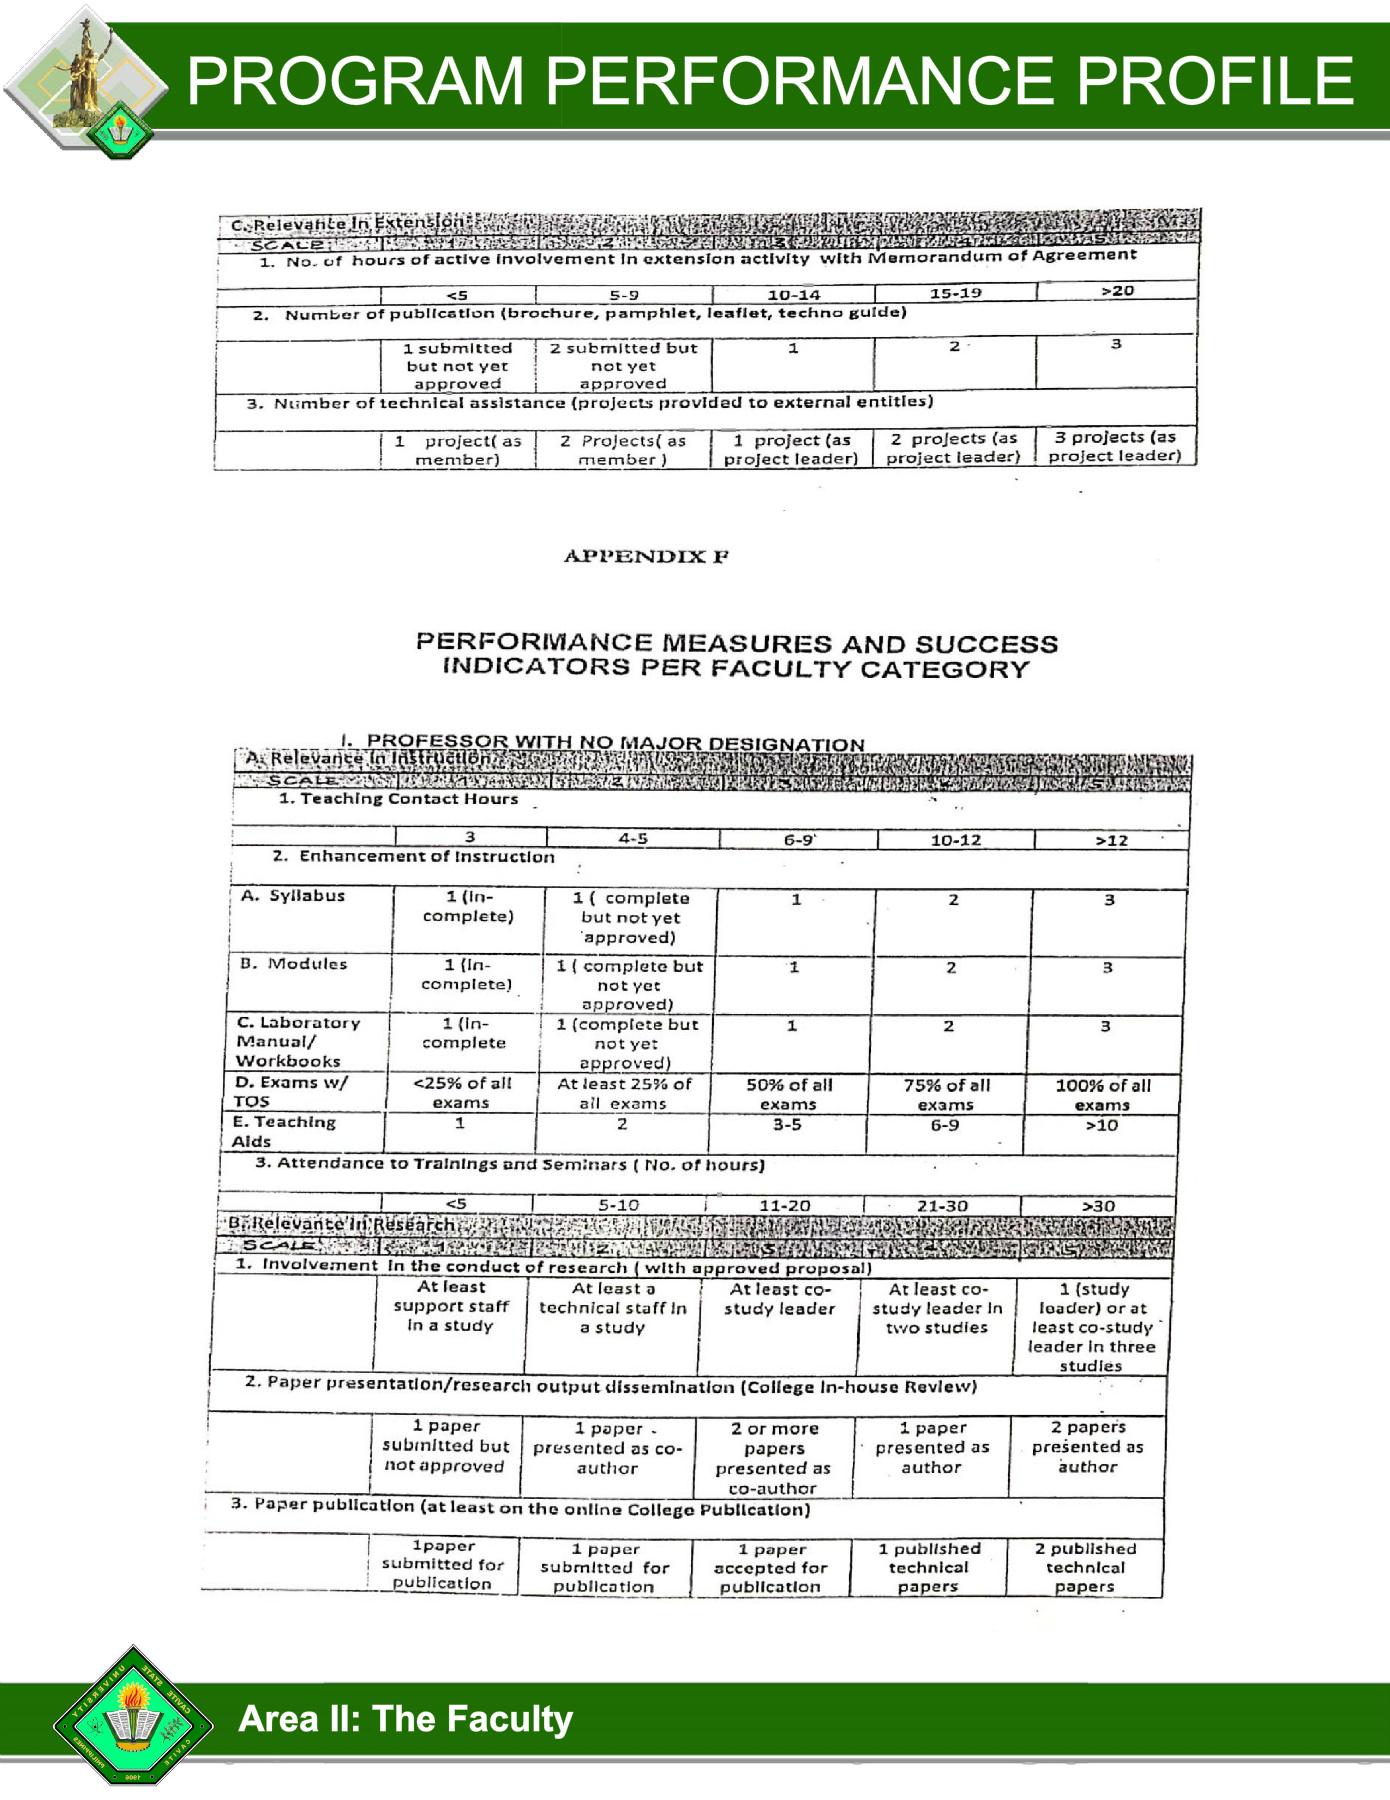 PROGRAM PERFORMANCE PROFILE
C. Relevance In Extension
SCALE 1 2 3 4 5
1. No. of hours of active involvement in extension activity with Memorandum of Agreement
<5 5-9 10-14 15-19 >20
2. Number of publication (brochure, pamphlet, leaflet, techno guide)
1 submitted but not yet approved 2 submitted but not yet approved 1 2 3
3. Number of technical assistance (projects provided to external entities)
1 project( as member) 2 Projects( as member ) 1 project (as project leader) 2 projects (as project leader) 3 projects (as project leader)
APPENDIX F
PERFORMANCE MEASURES AND SUCCESS
INDICATORS PER FACULTY CATEGORY
I. PROFESSOR WITH NO MAJOR DESIGNATION
A. Relevance In Instruction
SCALE 1 2 3 4 5
1. Teaching Contact Hours
3 4-5 6-9 10-12 >12
2. Enhancement of Instruction
A. Syllabus 1 (In-complete) 1 ( complete but not yet approved) 1 2 3
B. Modules 1 (In-complete) 1 ( complete but not yet approved) 1 2 3
C. Laboratory Manual/ Workbooks 1 (In-complete 1 (complete but not yet approved) 1 2 3
D. Exams w/ TOS <25% of all exams At least 25% of all exams 50% of all exams 75% of all exams 100% of all exams
E. Teaching Aids 1 2 3-5 6-9 >10
3. Attendance to Trainings and Seminars ( No. of hours)
<5 5-10 11-20 21-30 >30
B. Relevance In Research
SCALE 1 2 3 4 5
1. Involvement in the conduct of research ( with approved proposal)
At least support staff in a study At least a technical staff in a study At least co-study leader At least co-study leader in two studies 1 (study leader) or at least co-study leader in three studies
2. Paper presentation/research output dissemination (College In-house Review)
1 paper submitted but not approved 1 paper presented as co-author 2 or more papers presented as co-author 1 paper presented as author 2 papers presented as author
3. Paper publication (at least on the online College Publication)
1paper submitted for publication 1 paper submitted for publication 1 paper accepted for publication 1 published technical papers 2 published technical papers
CAVITE STATE UNIVERSITY
CAVITE PHILIPPINES
1906
Area II: The Faculty